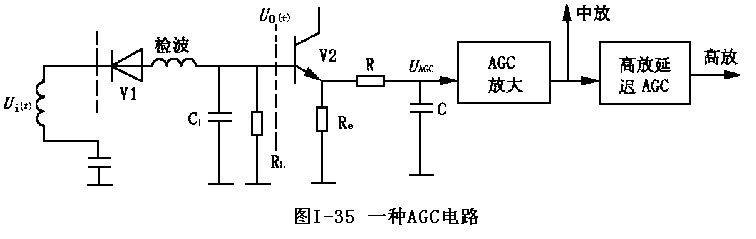 U₀(t)
中放
检波
V2
R
UAGC
AGC
放大
高放延
迟 AGC
高放
Ui(t)
V1
C₁
RL
Re
C
图I-35 一种AGC电路